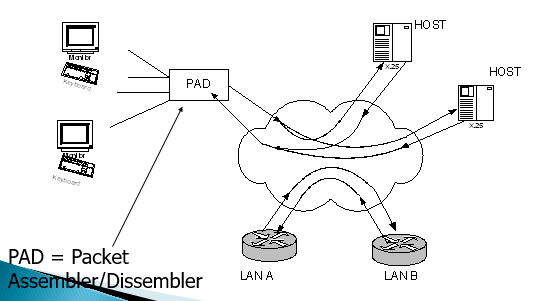 HOST
Monitor
Keyboard
X.25
HOST
PAD
X.25
Monitor
Keyboard
PAD = Packet
Assembler/Dissembler
LAN A
LAN B